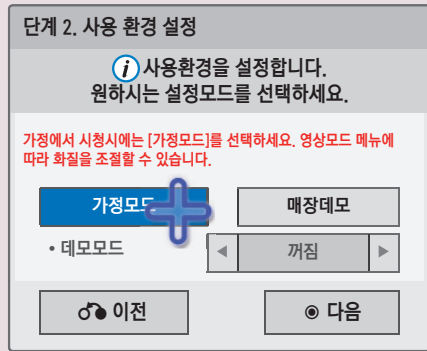 단계 2. 사용 환경 설정
사용환경을 설정합니다.
원하시는 설정모드를 선택하세요.
가정에서 시청시에는 [가정모드]를 선택하세요. 영상모드 메뉴에
따라 화질을 조절할 수 있습니다.
가정모드 매장데모
• 데모모드 ◀ 꺼짐 ▶
이전 ◉ 다음